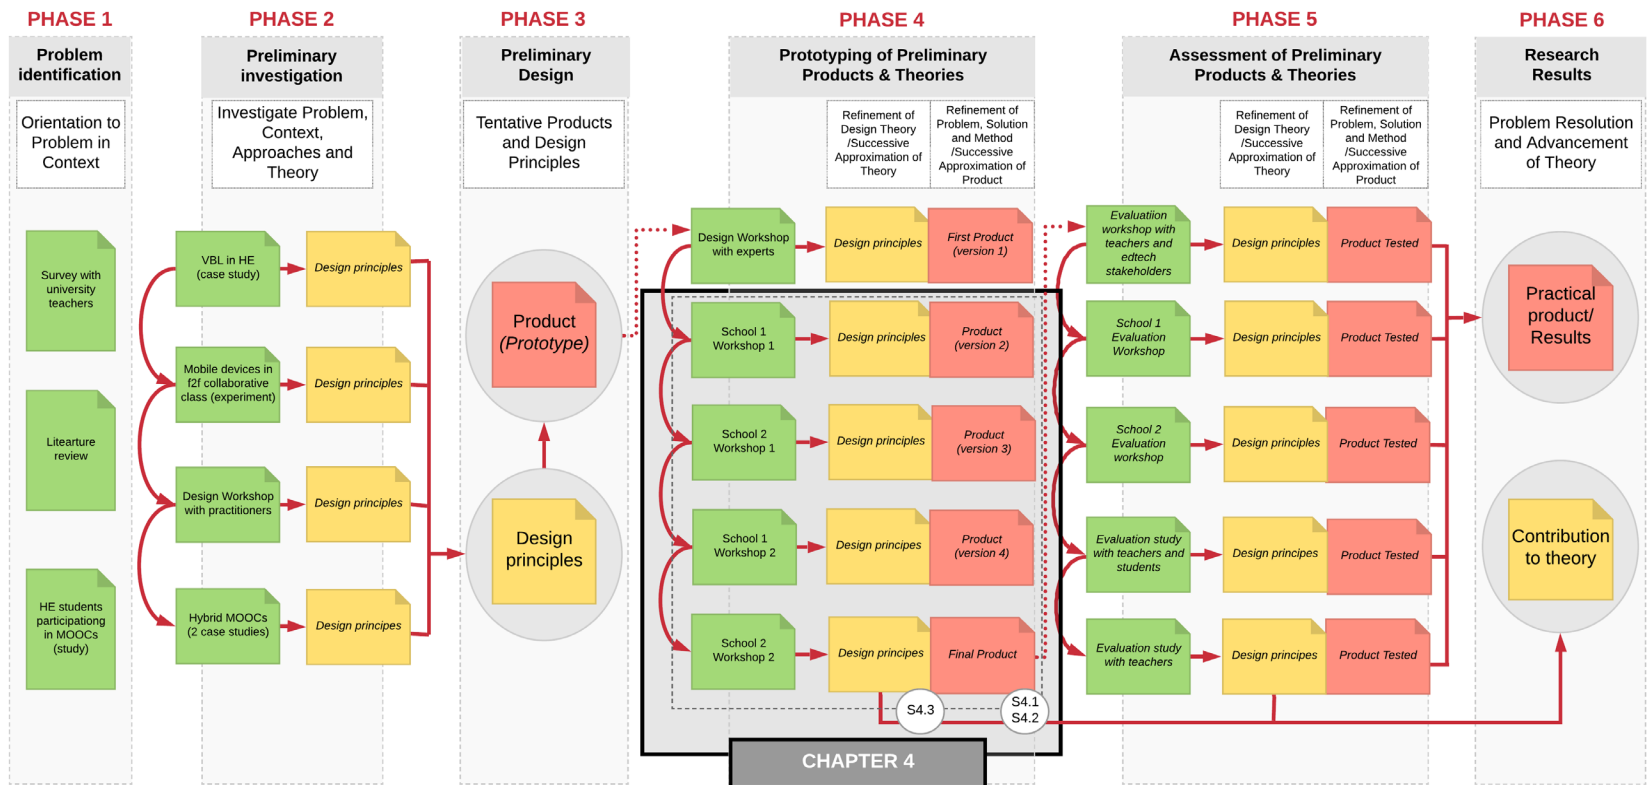 PHASE 1
Problem
identification
Orientation to
Problem in
Context
Survey with
university
teachers
Litearture
review
HE students
participationg
in MOOCs
(study)
PHASE 2
Preliminary
investigation
Investigate Problem,
Context,
Approaches and
Theory
VBL in HE
(case study)
Design principles
Mobile devices in
f2f collaborative
class (experiment)
Design principles
Design Workshop
with practitioners
Design principles
Hybrid MOOCs
(2 case studies)
Design principes
PHASE 3
Preliminary
Design
Tentative Products
and Design
Principles
Product
(Prototype)
Design
principles
PHASE 4
Prototyping of Preliminary
Products & Theories
Refinement of
Design Theory
/Successive
Approximation of
Theory
Refinement of
Problem, Solution
and Method
/Successive
Approximation of
Product
Design Workshop
with experts
Design principles
First Product
(version 1)
School 1
Workshop 1
Design principles
Product
(version 2)
School 2
Workshop 1
Design principles
Product
(version 3)
School 1
Workshop 2
Design principes
Product
(version 4)
School 2
Workshop 2
Design principes
Final Product
S4.3
S4.1
S4.2
CHAPTER 4
PHASE 5
Assessment of Preliminary
Products & Theories
Refinement of
Design Theory
/Successive
Approximation of
Theory
Refinement of
Problem, Solution
and Method
/Successive
Approximation of
Product
Evaluatiion
workshop with
teachers and
edtech
stakeholders
Design principles
Product Tested
School 1
Evaluation
Workshop
Design principles
Product Tested
School 2
Evaluation
workshop
Design principles
Product Tested
Evaluation study
with teachers and
students
Design principes
Product Tested
Evaluation study
with teachers
Design principes
Product Tested
PHASE 6
Research
Results
Problem Resolution
and Advancement
of Theory
Practical
product/
Results
Contribution
to theory